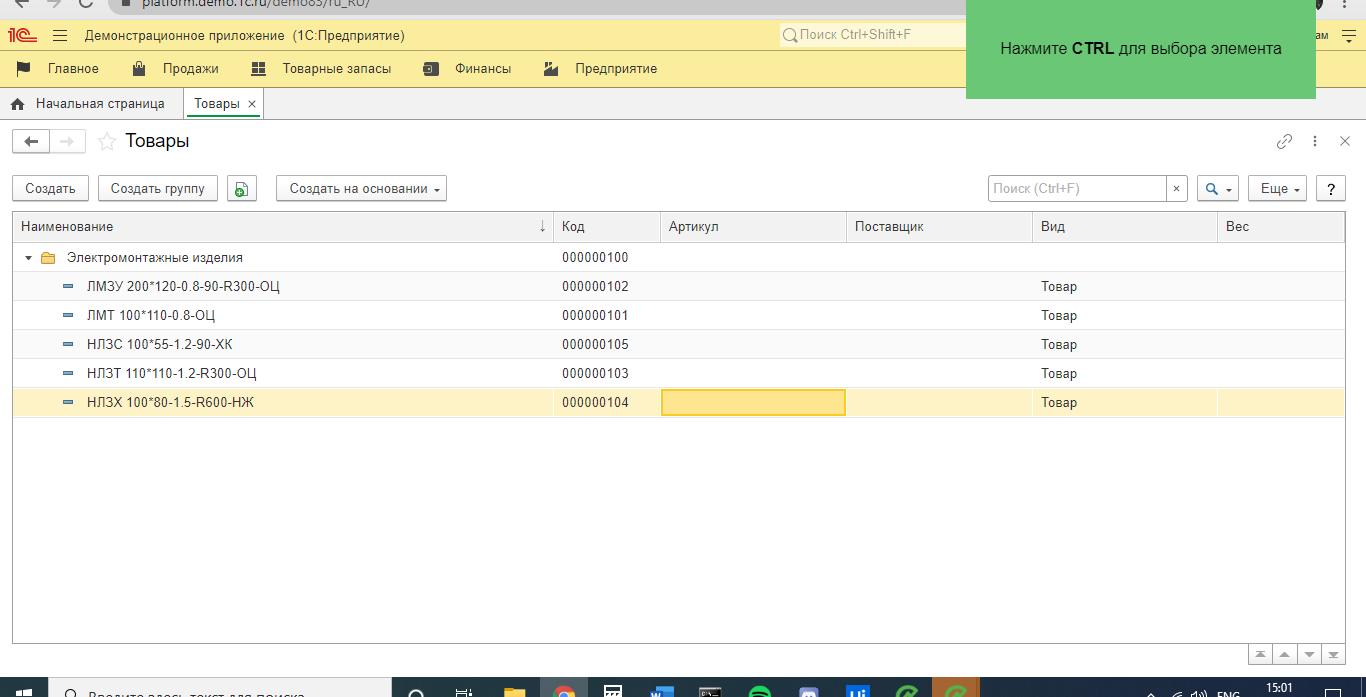 platform.demo.1c.ru/demo83/ru_RU/
1С Демонстрационное приложение (1С:Предприятие) Поиск Ctrl+Shift+F ам
Нажмите CTRL для выбора элемента
Главное Продажи Товарные запасы Финансы Предприятие
Начальная страница Товары ×
Товары
Создать Создать группу Создать на основании Поиск (Ctrl+F) × Еще ?
Наименование ↓ Код Артикул Поставщик Вид Вес
Электромонтажные изделия 000000100
ЛМЗУ 200*120-0.8-90-R300-ОЦ 000000102 Товар
ЛМТ 100*110-0.8-ОЦ 000000101 Товар
НЛЗС 100*55-1.2-90-ХК 000000105 Товар
НЛЗТ 110*110-1.2-R300-ОЦ 000000103 Товар
НЛЗХ 100*80-1.5-R600-НЖ 000000104 Товар
Введите здесь текст для поиска W Ui ENG 15:01